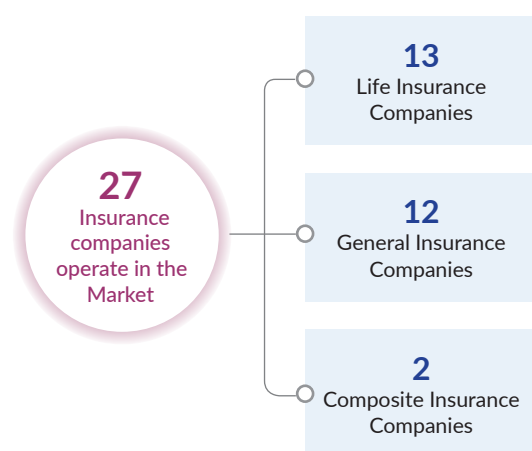 27
Insurance
companies
operate in the
Market
13
Life Insurance
Companies
12
General Insurance
Companies
2
Composite Insurance
Companies